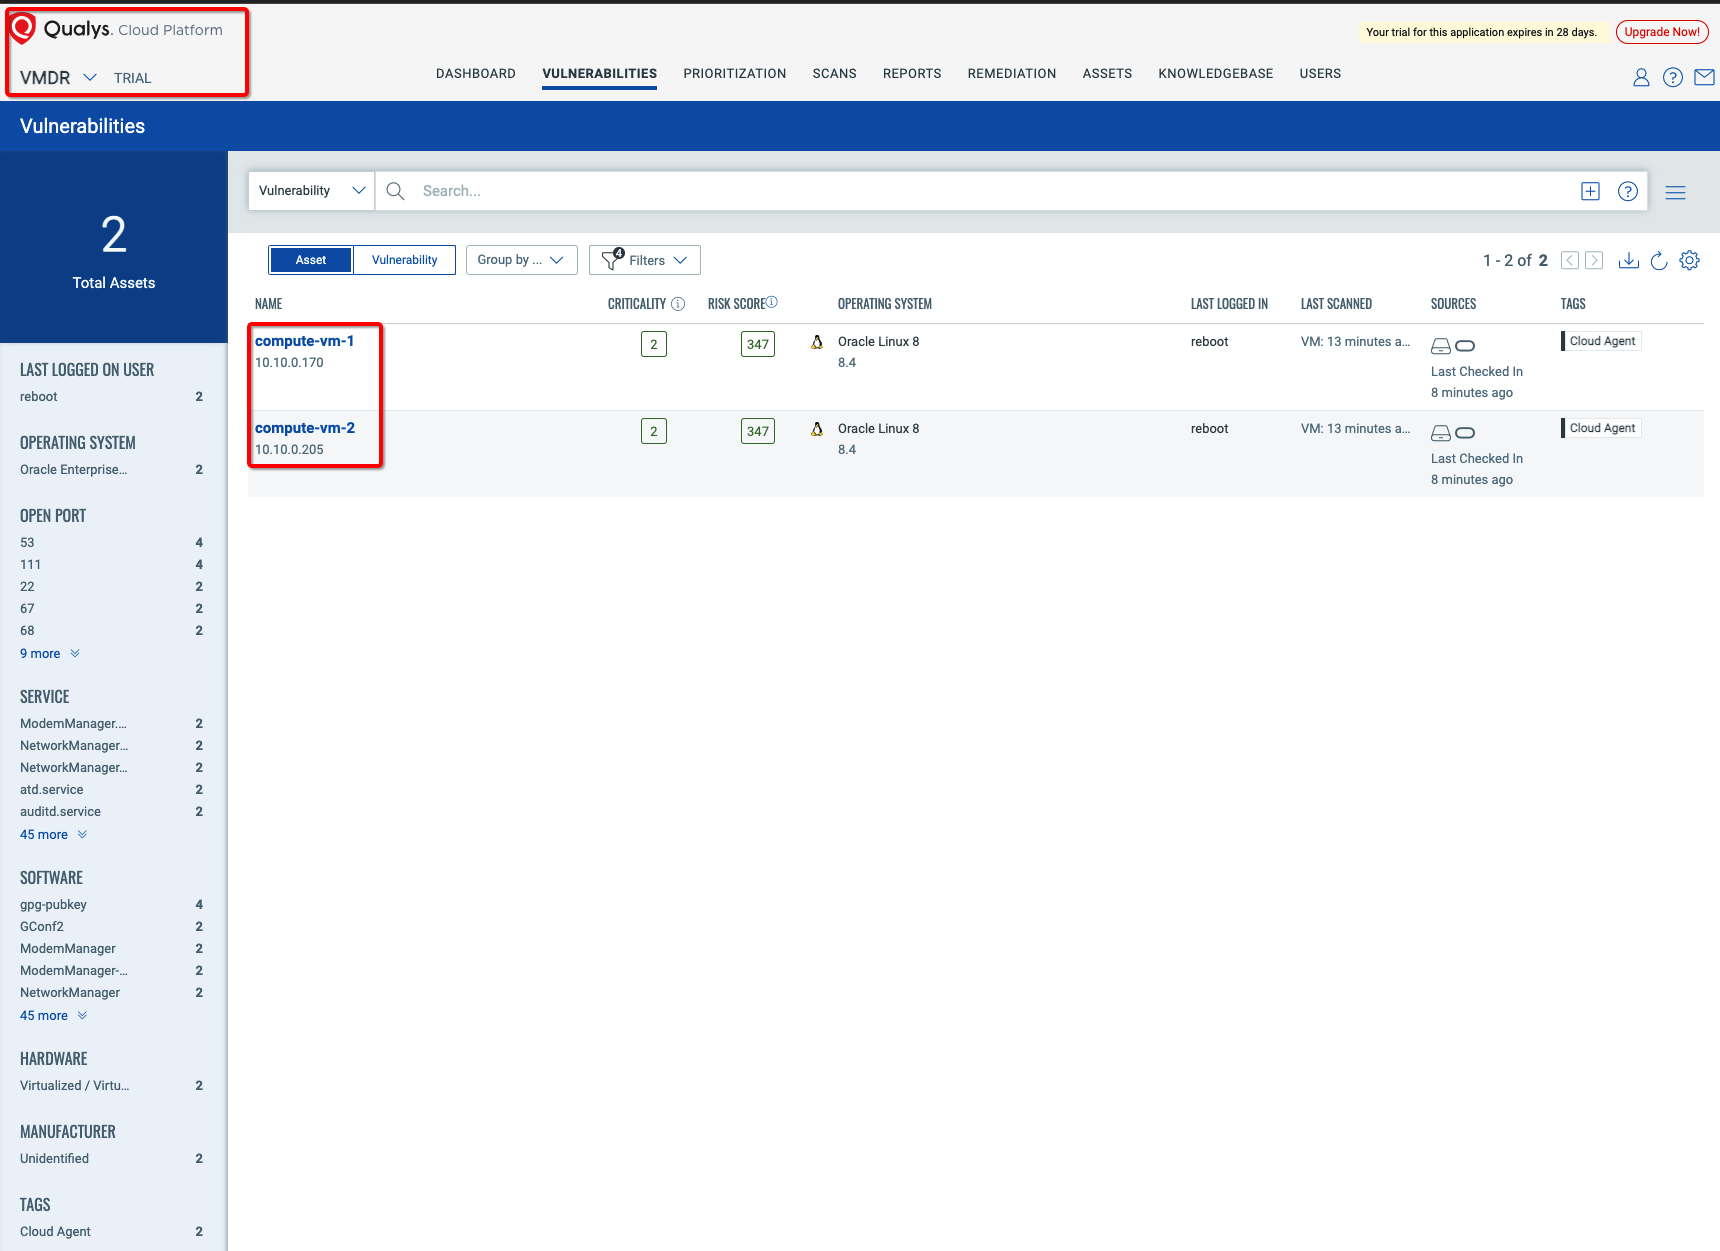 Qualys. Cloud Platform
Your trial for this application expires in 28 days. Upgrade Now!
VMDR TRIAL
DASHBOARD VULNERABILITIES PRIORITIZATION SCANS REPORTS REMEDIATION ASSETS KNOWLEDGEBASE USERS
Vulnerabilities
2
Total Assets
LAST LOGGED ON USER
reboot 2
OPERATING SYSTEM
Oracle Enterprise... 2
OPEN PORT
53 4
111 4
22 2
67 2
68 2
9 more
SERVICE
ModemManager.... 2
NetworkManager... 2
NetworkManager... 2
atd.service 2
auditd.service 2
45 more
SOFTWARE
gpg-pubkey 4
GConf2 2
ModemManager 2
ModemManager-... 2
NetworkManager 2
45 more
HARDWARE
Virtualized / Virtu... 2
MANUFACTURER
Unidentified 2
TAGS
Cloud Agent 2
Vulnerability Search...
Asset Vulnerability Group by ... 4 Filters 1 - 2 of 2
NAME CRITICALITY RISK SCORE OPERATING SYSTEM LAST LOGGED IN LAST SCANNED SOURCES TAGS
compute-vm-1 2 347 Oracle Linux 8 reboot VM: 13 minutes a... Cloud Agent
10.10.0.170 8.4
Last Checked In
8 minutes ago
compute-vm-2 2 347 Oracle Linux 8 reboot VM: 13 minutes a... Cloud Agent
10.10.0.205 8.4
Last Checked In
8 minutes ago